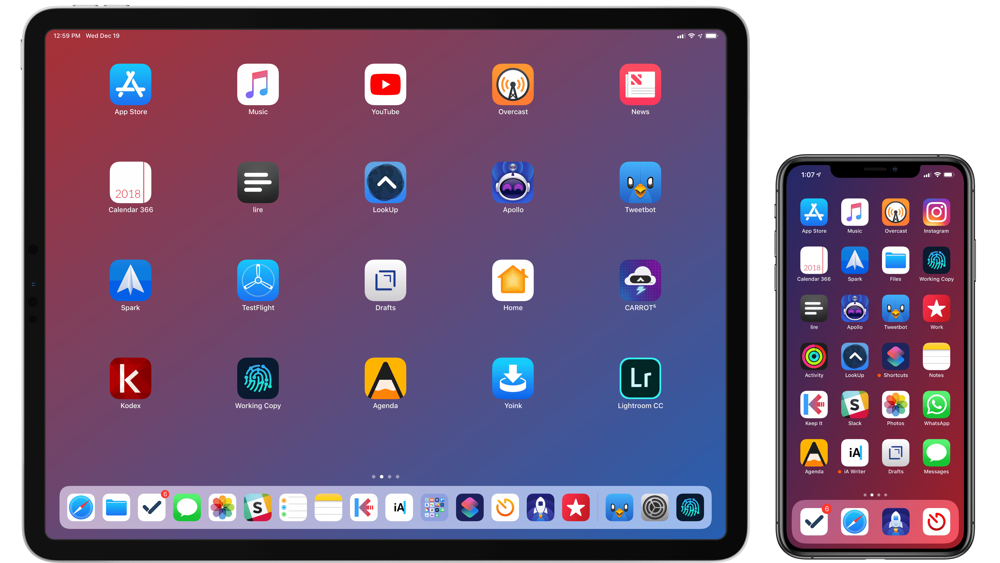 12:59 PM Wed Dec 19
App Store Music YouTube Overcast News
2018
Calendar 366 lire LookUp Apollo Tweetbot
Spark TestFlight Drafts Home CARROT⁵
Lr
Kodex Working Copy Agenda Yoink Lightroom CC
6
S iA
1:07
App Store Music Overcast Instagram
2018
Calendar 366 Spark Files Working Copy
lire Apollo Tweetbot Work
Activity LookUp Shortcuts Notes
S
Keep It Slack Photos WhatsApp
iA
Agenda iA Writer Drafts Messages
6